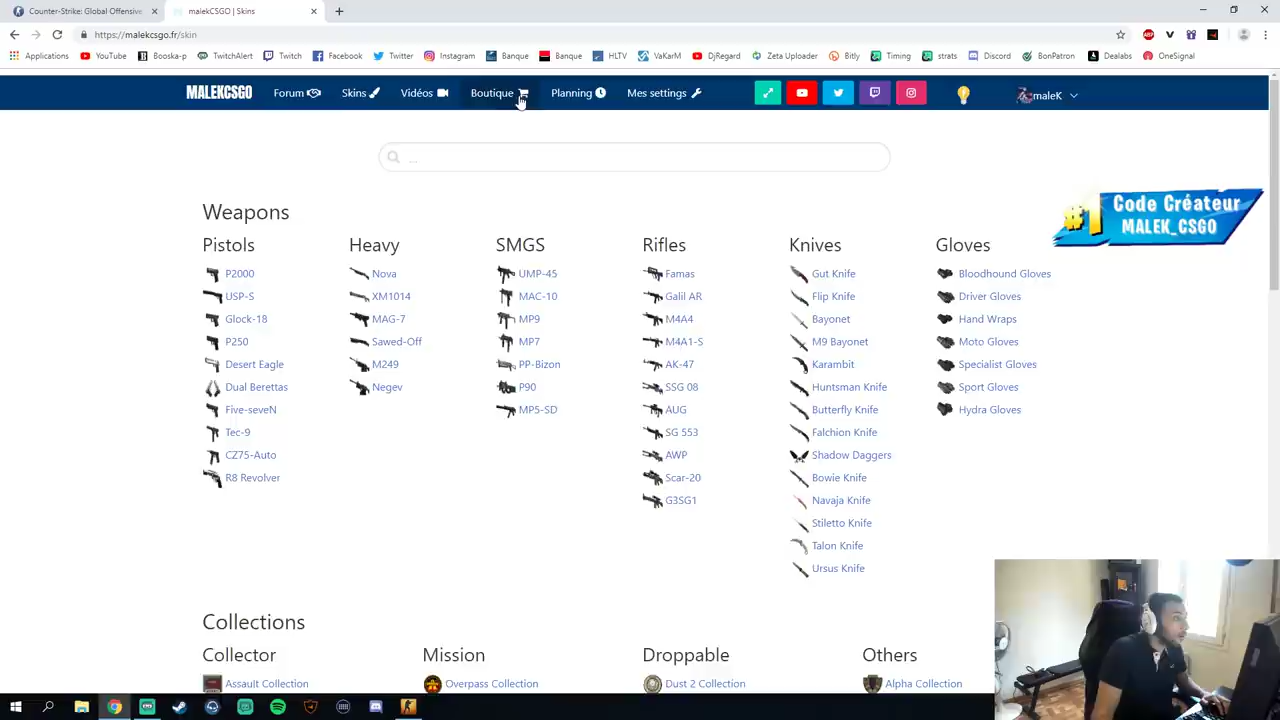 Counter-Strike: Global Offensive
malekCSGO | Skins
https://malekcsgo.fr/skin
Applications YouTube Booska-p TwitchAlert Twitch Facebook Twitter Instagram Banque Banque HLTV VaKarM DjRegard Zeta Uploader Bitly Timing strats Discord BonPatron Dealabs OneSignal
MALEKCSGO Forum Skins Vidéos Boutique Planning Mes settings maleK
...
#1 Code Créateur
MALEK_CSGO
Weapons
Pistols
P2000
USP-S
Glock-18
P250
Desert Eagle
Dual Berettas
Five-seveN
Tec-9
CZ75-Auto
R8 Revolver
Heavy
Nova
XM1014
MAG-7
Sawed-Off
M249
Negev
SMGS
UMP-45
MAC-10
MP9
MP7
PP-Bizon
P90
MP5-SD
Rifles
Famas
Galil AR
M4A4
M4A1-S
AK-47
SSG 08
AUG
SG 553
AWP
Scar-20
G3SG1
Knives
Gut Knife
Flip Knife
Bayonet
M9 Bayonet
Karambit
Huntsman Knife
Butterfly Knife
Falchion Knife
Shadow Daggers
Bowie Knife
Navaja Knife
Stiletto Knife
Talon Knife
Ursus Knife
Gloves
Bloodhound Gloves
Driver Gloves
Hand Wraps
Moto Gloves
Specialist Gloves
Sport Gloves
Hydra Gloves
Collections
Collector
Assault Collection
Mission
Overpass Collection
Droppable
Dust 2 Collection
Others
Alpha Collection